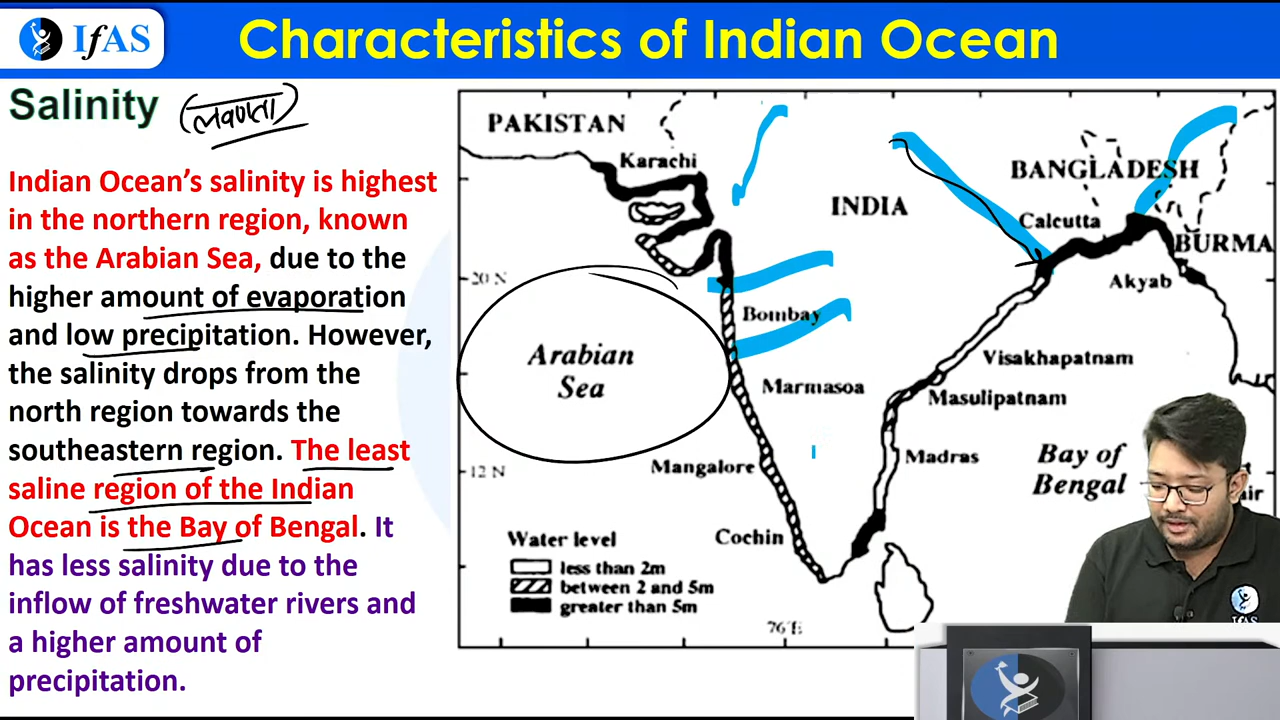 IfAS
Characteristics of Indian Ocean
Salinity (लवणता)
Indian Ocean's salinity is highest
in the northern region, known
as the Arabian Sea, due to the
higher amount of evaporation
and low precipitation. However,
the salinity drops from the
north region towards the
southeastern region. The least
saline region of the Indian
Ocean is the Bay of Bengal. It
has less salinity due to the
inflow of freshwater rivers and
a higher amount of
precipitation.
PAKISTAN
Karachi
INDIA
BANGLADESH
Calcutta
BURMA
Akyab
20 N
Bombay
Arabian
Sea
Visakhapatnam
Marmasoa
Masulipatnam
Mangalore
Madras
Bay of
Bengal
12 N
air
Cochin
Water level
less than 2m
between 2 and 5m
greater than 5m
76°E
IfAS